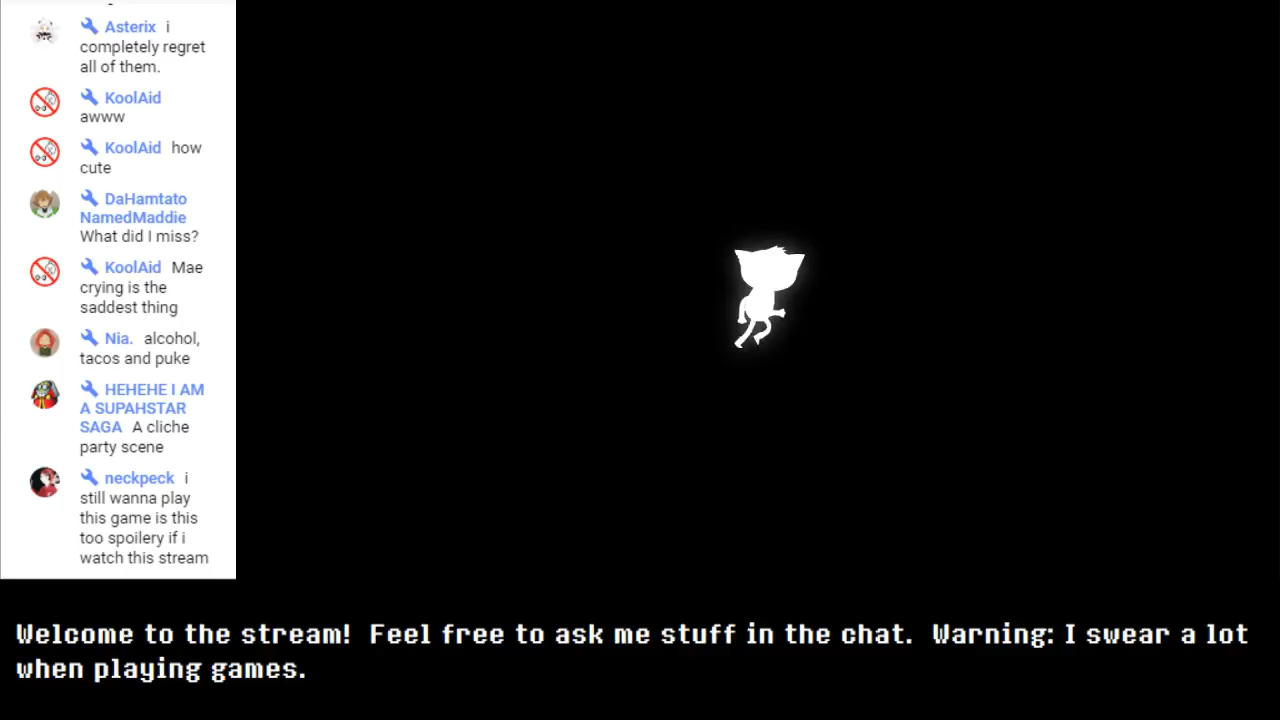 Asterix i
completely regret
all of them.
KoolAid
awww
KoolAid how
cute
DaHamtato
NamedMaddie
What did I miss?
KoolAid Mae
crying is the
saddest thing
Nia. alcohol,
tacos and puke
HEHEHE I AM
A SUPAHSTAR
SAGA A cliche
party scene
neckpeck i
still wanna play
this game is this
too spoilery if i
watch this stream
Welcome to the stream! Feel free to ask me stuff in the chat. Warning: I swear a lot
when playing games.